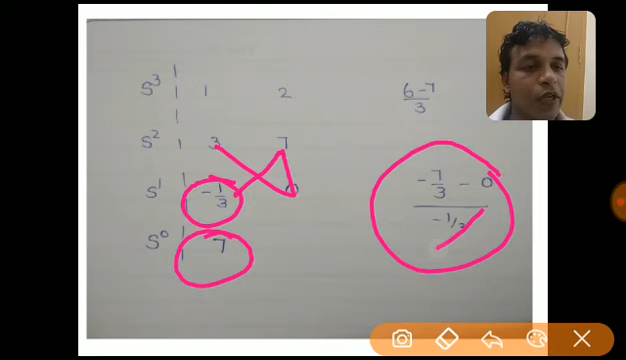 S³ 1 2
6-7
3
S² 3 7
S¹ -1/3 0
-7/3 - 0
-1/3
S⁰ 7